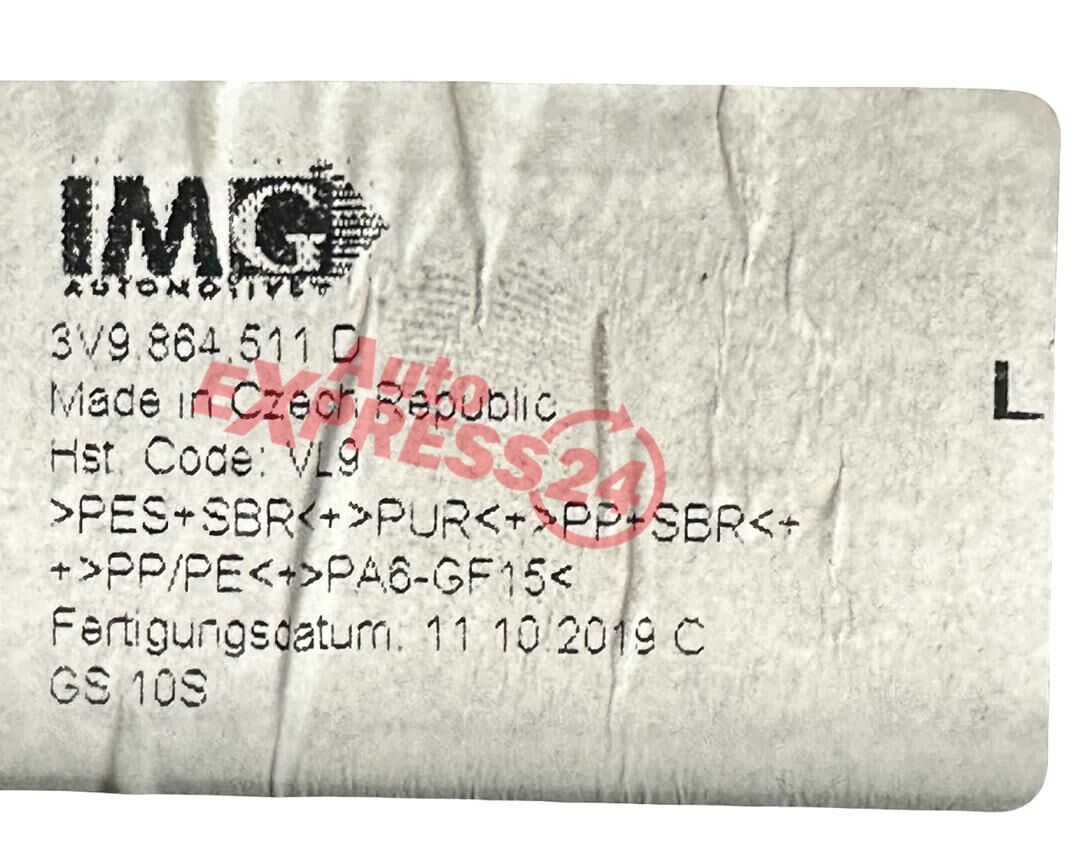 IMG
AUTOMOTIVE
3V9.864.511 D
Made in Czech Republic
Hst. Code: VL9
>PES+SBR<+>PUR<+>PP+SBR<+
+>PP/PE<+>PA6-GF15<
Fertigungsdatum: 11.10.2019 C
GS 10S
L
Auto
EXPRESS24